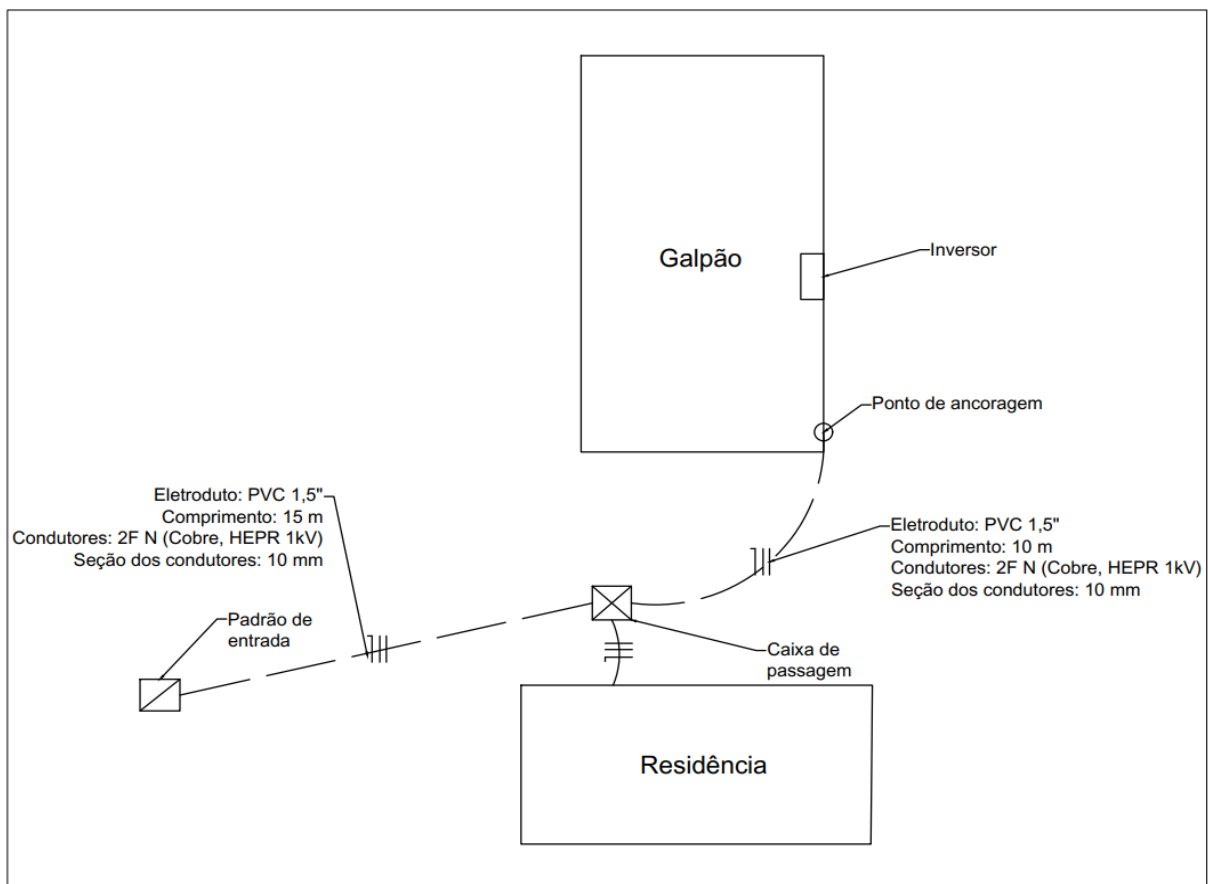 Galpão
Inversor
Ponto de ancoragem
Eletroduto: PVC 1,5"
Comprimento: 15 m
Condutores: 2F N (Cobre, HEPR 1kV)
Seção dos condutores: 10 mm
Eletroduto: PVC 1,5"
Comprimento: 10 m
Condutores: 2F N (Cobre, HEPR 1kV)
Seção dos condutores: 10 mm
Padrão de
entrada
Caixa de
passagem
Residência